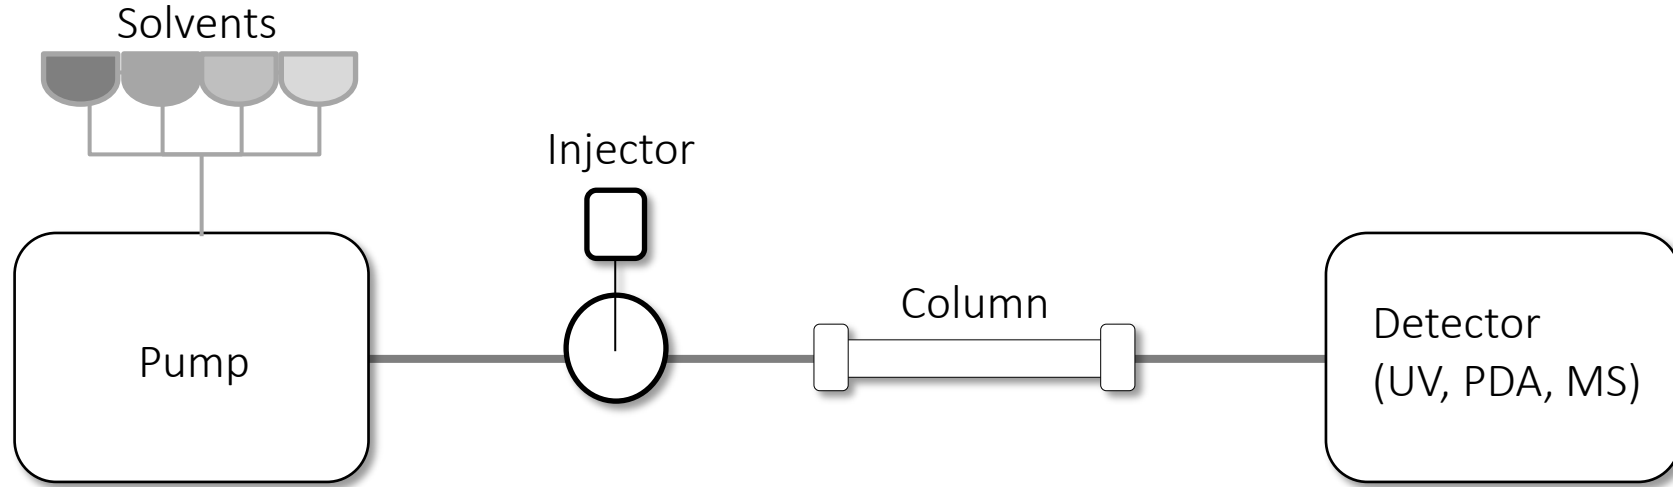 Solvents
Injector
Column
Pump
Detector
(UV, PDA, MS)